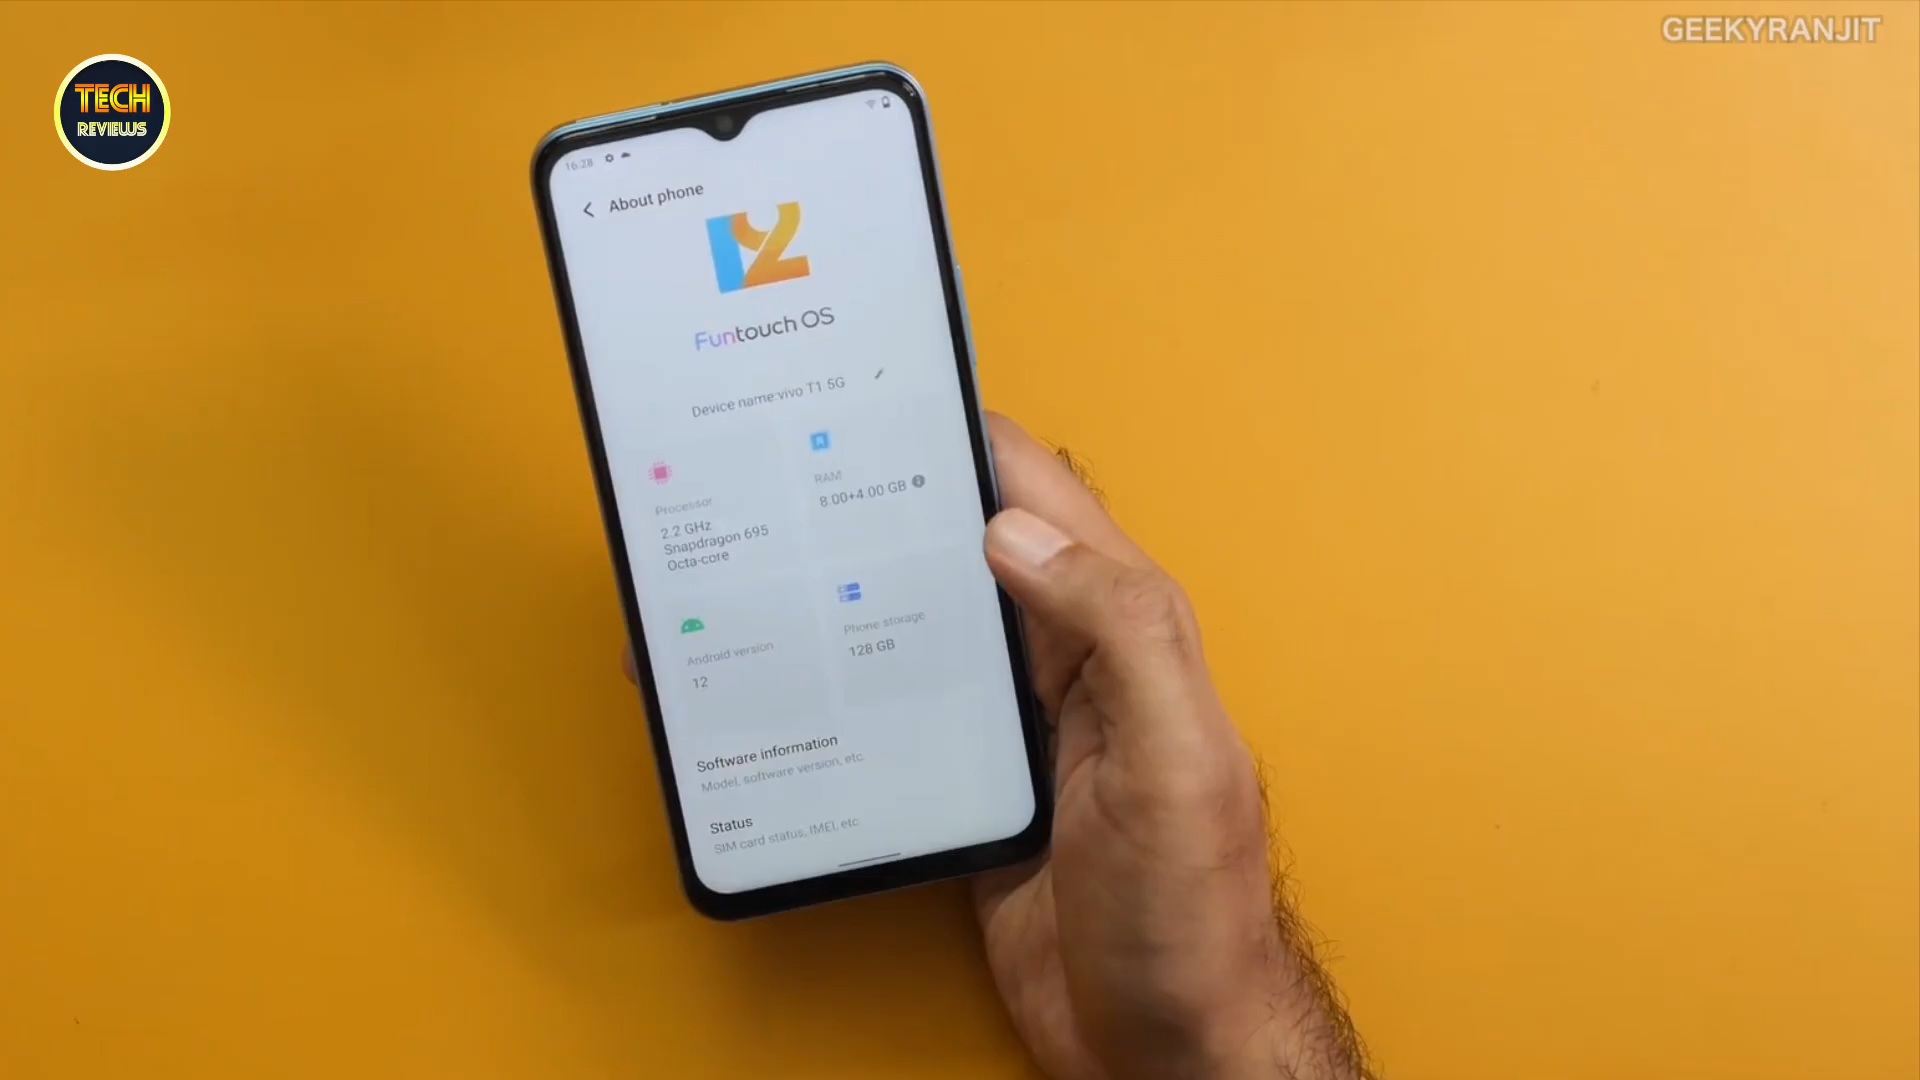 GEEKYRANJIT
TECH
REVIEWS
16:28
About phone
12
Funtouch OS
Device name:vivo T1 5G
Processor
2.2 GHz
Snapdragon 695
Octa-core
RAM
8.00+4.00 GB
Android version
12
Phone storage
128 GB
Software information
Model, software version, etc.
Status
SIM card status, IMEI, etc.